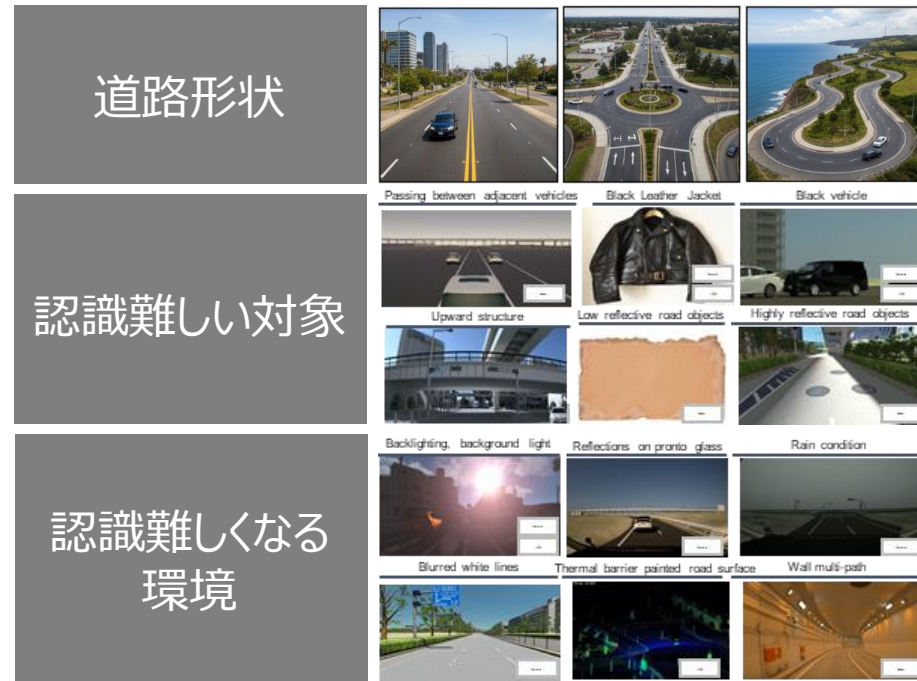 道路形状
Passing between adjacent vehicles
Black Leather Jacket
Black vehicle
認識難しい対象
Upward structure
Low reflective road objects
Highly reflective road objects
Backlighting, background light
Reflections on pronto glass
Rain condition
認識難しくなる
環境
Blurred white lines
Thermal barrier painted road surface
Wall multi-path